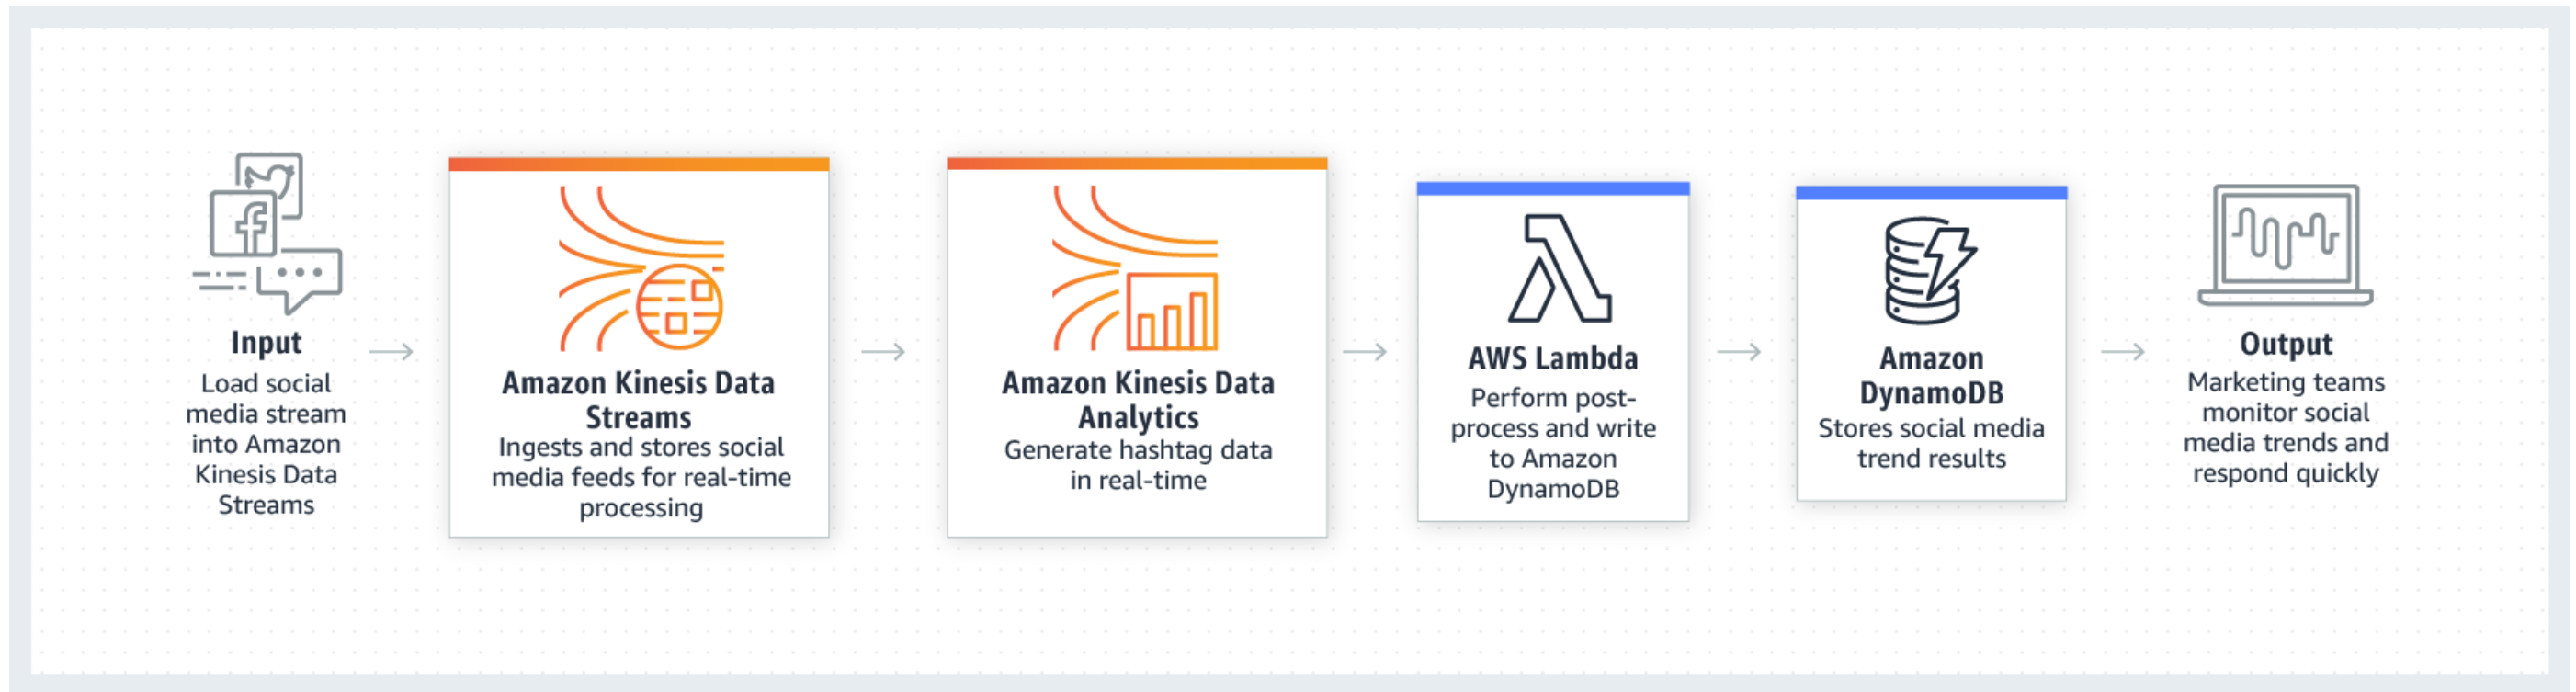 Input
Load social
media stream
into Amazon
Kinesis Data
Streams
Amazon Kinesis Data
Streams
Ingests and stores social
media feeds for real-time
processing
Amazon Kinesis Data
Analytics
Generate hashtag data
in real-time
AWS Lambda
Perform post-
process and write
to Amazon
DynamoDB
Amazon
DynamoDB
Stores social media
trend results
Output
Marketing teams
monitor social
media trends and
respond quickly